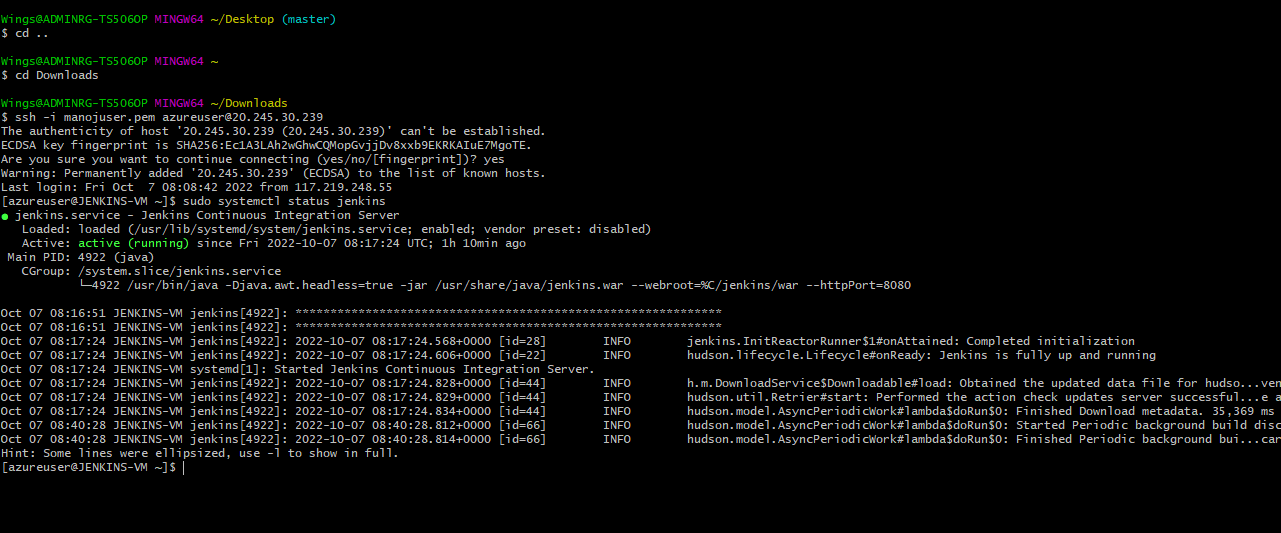 Wings@ADMINRG-TS506OP MINGW64 ~/Desktop (master)
$ cd ..
Wings@ADMINRG-TS506OP MINGW64 ~
$ cd Downloads
Wings@ADMINRG-TS506OP MINGW64 ~/Downloads
$ ssh -i manojuser.pem azureuser@20.245.30.239
The authenticity of host '20.245.30.239 (20.245.30.239)' can't be established.
ECDSA key fingerprint is SHA256:Ec1A3LAh2wGhwCQMopGvjjDv8xxb9EKRKAIuE7MgoTE.
Are you sure you want to continue connecting (yes/no/[fingerprint])? yes
Warning: Permanently added '20.245.30.239' (ECDSA) to the list of known hosts.
Last login: Fri Oct  7 08:08:42 2022 from 117.219.248.55
[azureuser@JENKINS-VM ~]$ sudo systemctl status jenkins
● jenkins.service - Jenkins Continuous Integration Server
   Loaded: loaded (/usr/lib/systemd/system/jenkins.service; enabled; vendor preset: disabled)
   Active: active (running) since Fri 2022-10-07 08:17:24 UTC; 1h 10min ago
 Main PID: 4922 (java)
   CGroup: /system.slice/jenkins.service
           └─4922 /usr/bin/java -Djava.awt.headless=true -jar /usr/share/java/jenkins.war --webroot=%C/jenkins/war --httpPort=8080
Oct 07 08:16:51 JENKINS-VM jenkins[4922]: *************************************************************
Oct 07 08:16:51 JENKINS-VM jenkins[4922]: *************************************************************
Oct 07 08:17:24 JENKINS-VM jenkins[4922]: 2022-10-07 08:17:24.568+0000 [id=28]        INFO        jenkins.InitReactorRunner$1#onAttained: Completed initialization
Oct 07 08:17:24 JENKINS-VM jenkins[4922]: 2022-10-07 08:17:24.606+0000 [id=22]        INFO        hudson.lifecycle.Lifecycle#onReady: Jenkins is fully up and running
Oct 07 08:17:24 JENKINS-VM systemd[1]: Started Jenkins Continuous Integration Server.
Oct 07 08:17:24 JENKINS-VM jenkins[4922]: 2022-10-07 08:17:24.828+0000 [id=44]        INFO        h.m.DownloadService$Downloadable#load: Obtained the updated data file for hudso...ven
Oct 07 08:17:24 JENKINS-VM jenkins[4922]: 2022-10-07 08:17:24.829+0000 [id=44]        INFO        hudson.util.Retrier#start: Performed the action check updates server successful...e a
Oct 07 08:17:24 JENKINS-VM jenkins[4922]: 2022-10-07 08:17:24.834+0000 [id=44]        INFO        hudson.model.AsyncPeriodicWork#lambda$doRun$0: Finished Download metadata. 35,369 ms
Oct 07 08:40:28 JENKINS-VM jenkins[4922]: 2022-10-07 08:40:28.812+0000 [id=66]        INFO        hudson.model.AsyncPeriodicWork#lambda$doRun$0: Started Periodic background build disc
Oct 07 08:40:28 JENKINS-VM jenkins[4922]: 2022-10-07 08:40:28.814+0000 [id=66]        INFO        hudson.model.AsyncPeriodicWork#lambda$doRun$0: Finished Periodic background bui...car
Hint: Some lines were ellipsized, use -l to show in full.
[azureuser@JENKINS-VM ~]$